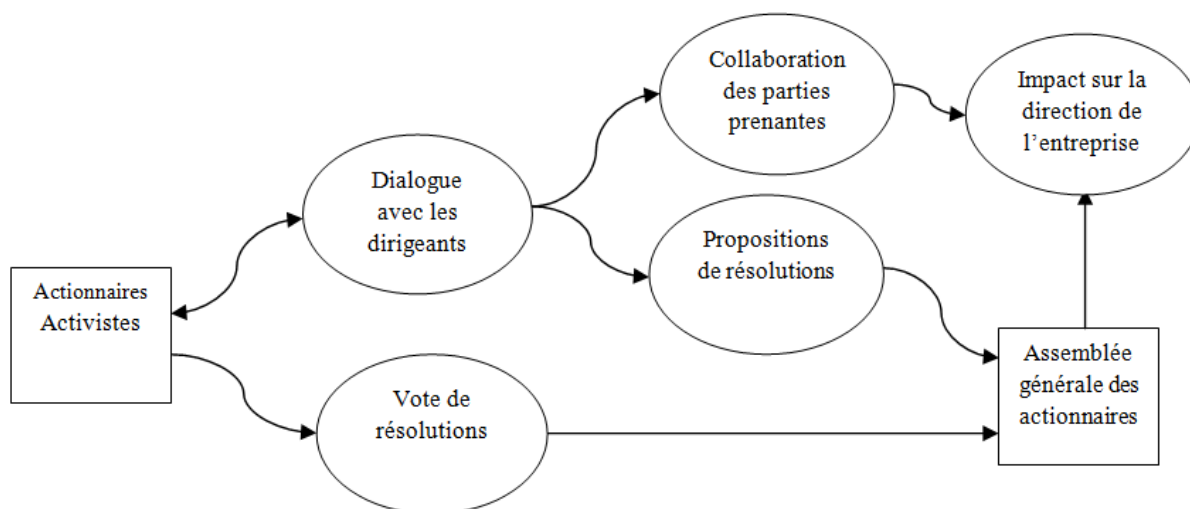 Collaboration
des parties
prenantes
Impact sur la
direction de
l’entreprise
Dialogue
avec les
dirigeants
Propositions
de résolutions
Actionnaires
Activistes
Vote de
résolutions
Assemblée
générale des
actionnaires